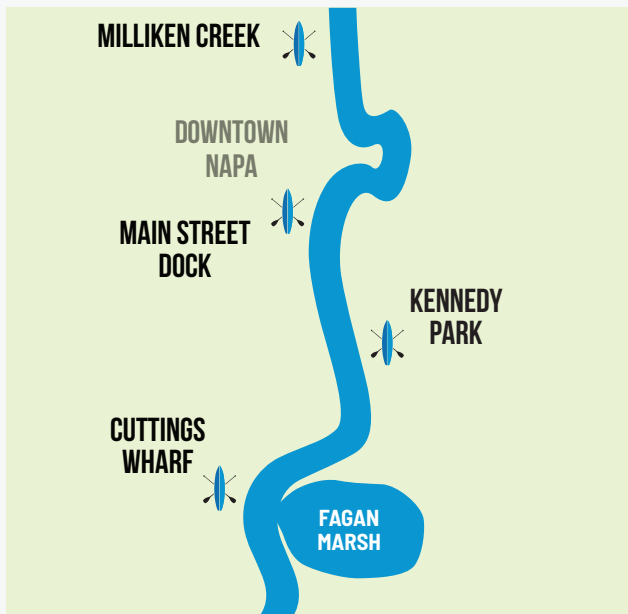 MILLIKEN CREEK
DOWNTOWN
NAPA
MAIN STREET
DOCK
KENNEDY
PARK
CUTTINGS
WHARF
FAGAN
MARSH